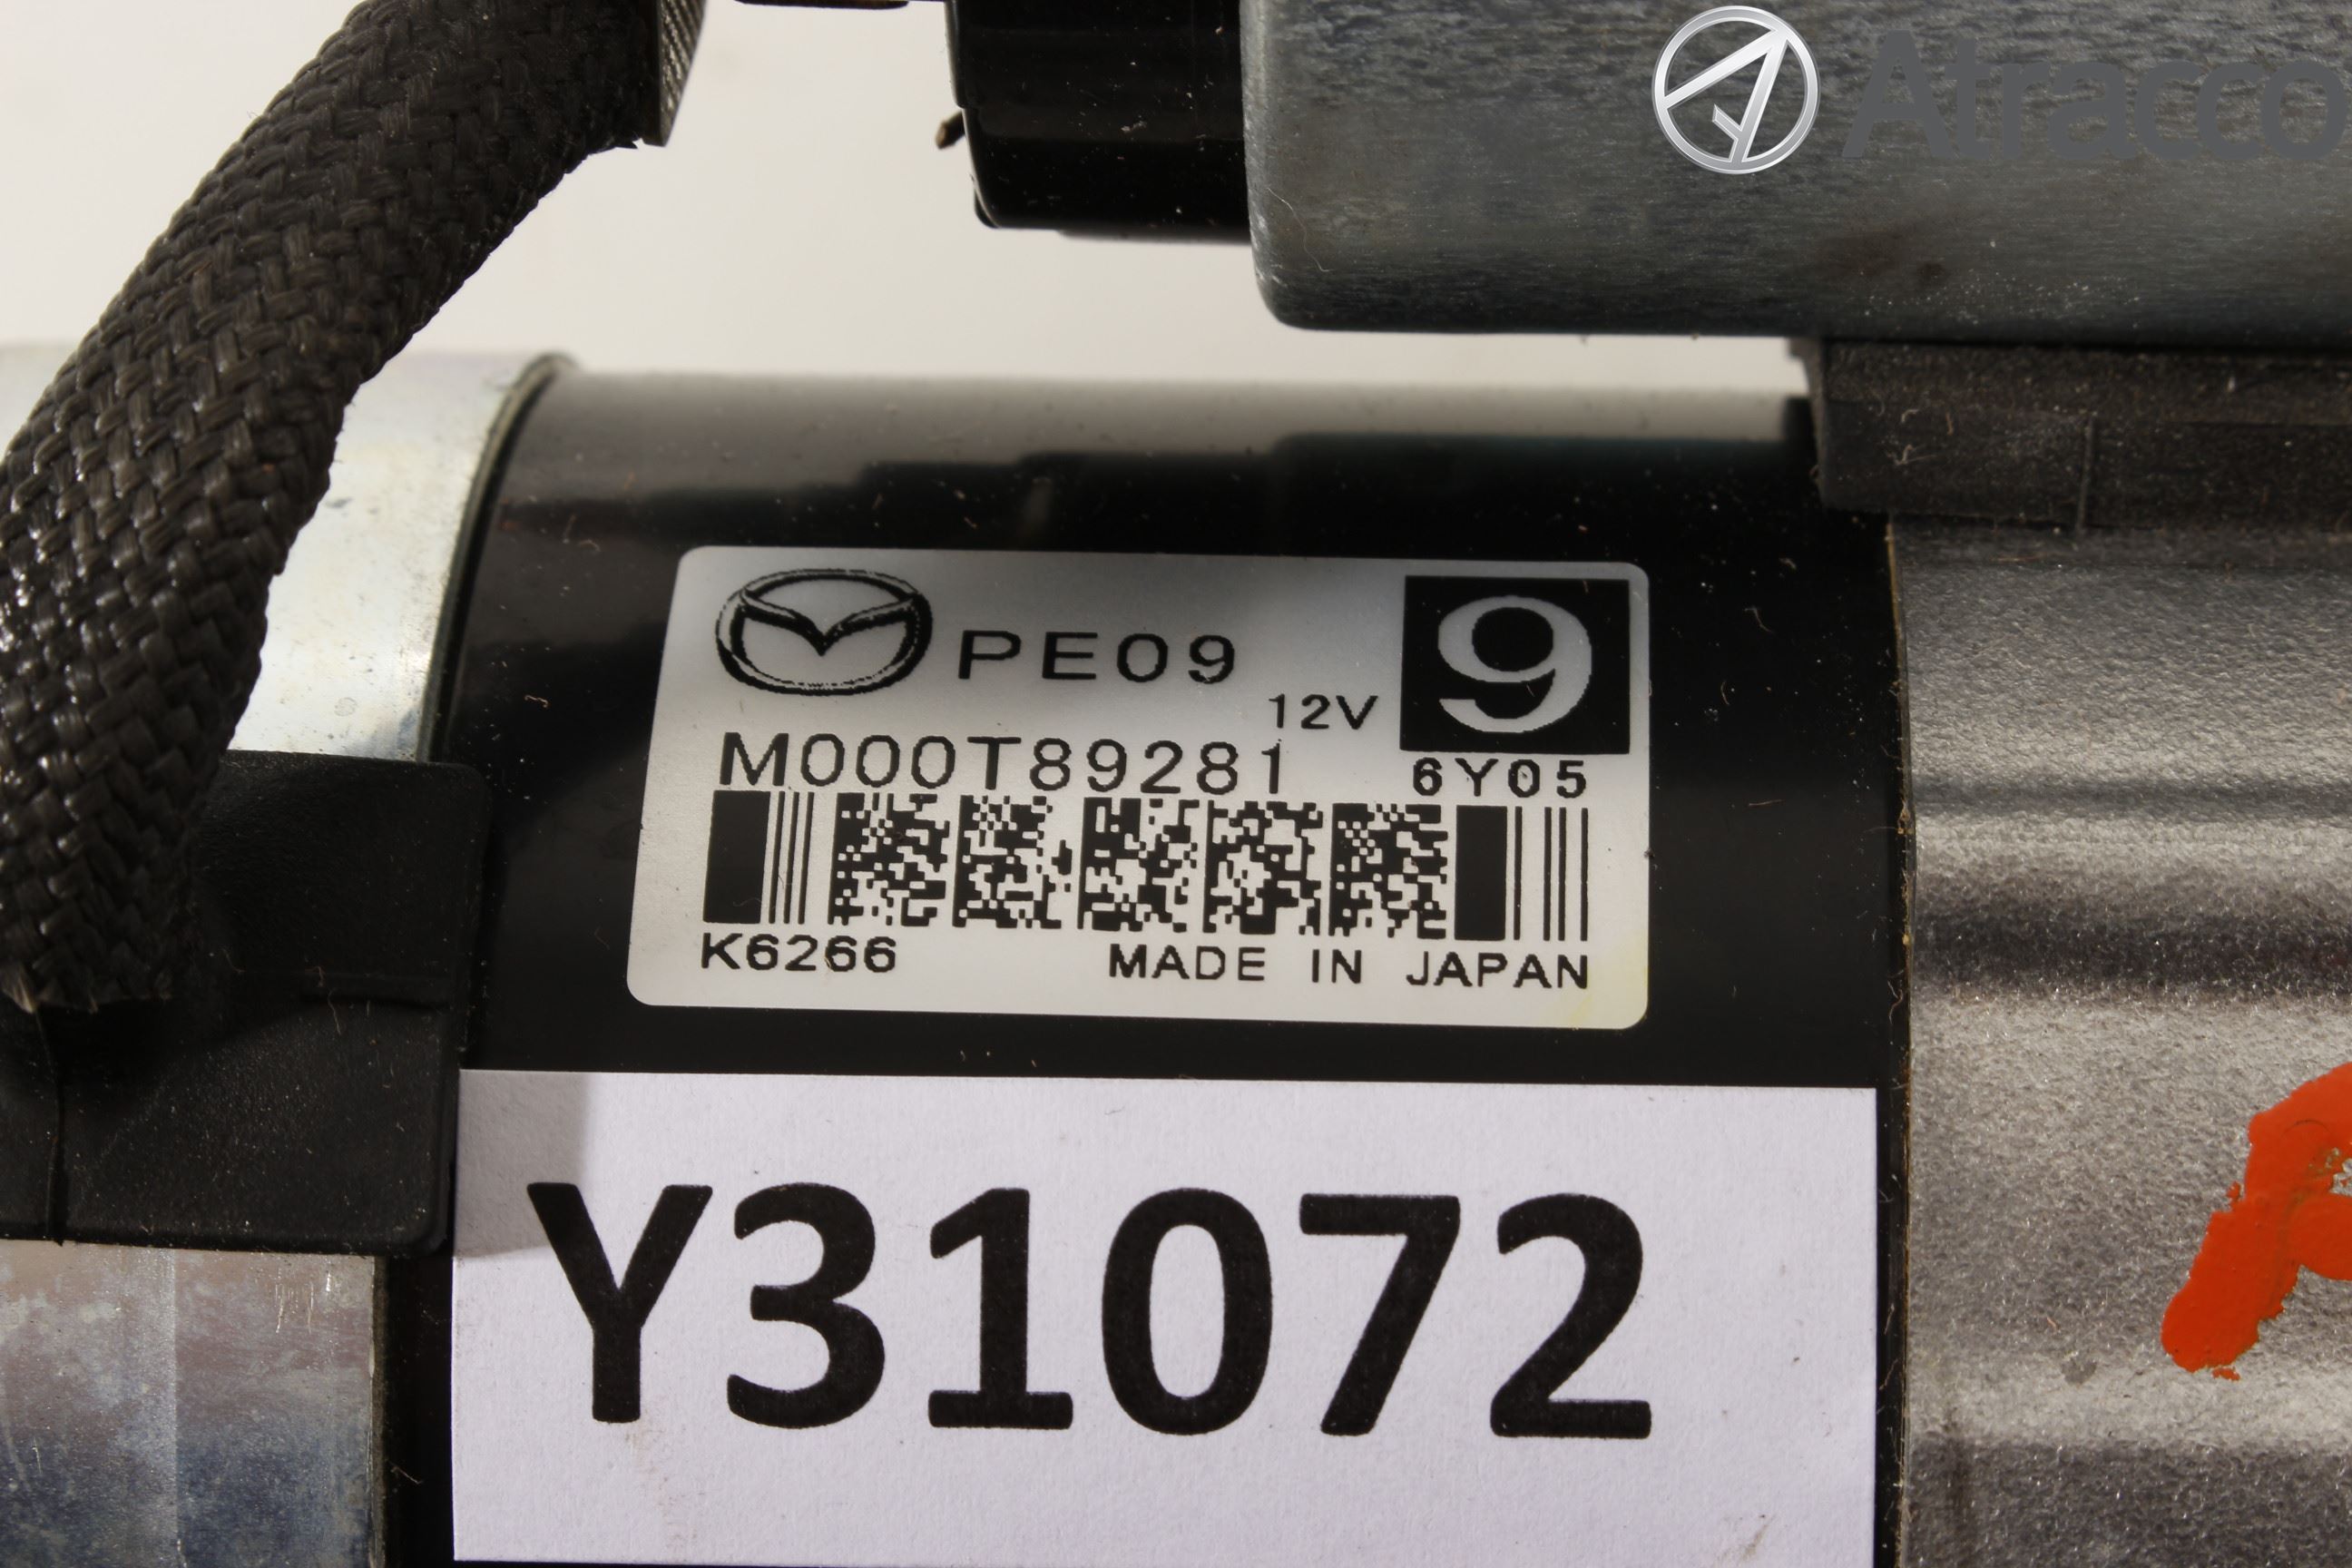 Atracco
PE09
9
12V
M000T89281
6Y05
K6266 MADE IN JAPAN
Y31072